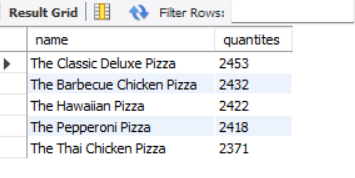 Result Grid Filter Rows:
name quantites
The Classic Deluxe Pizza 2453
The Barbecue Chicken Pizza 2432
The Hawaiian Pizza 2422
The Pepperoni Pizza 2418
The Thai Chicken Pizza 2371